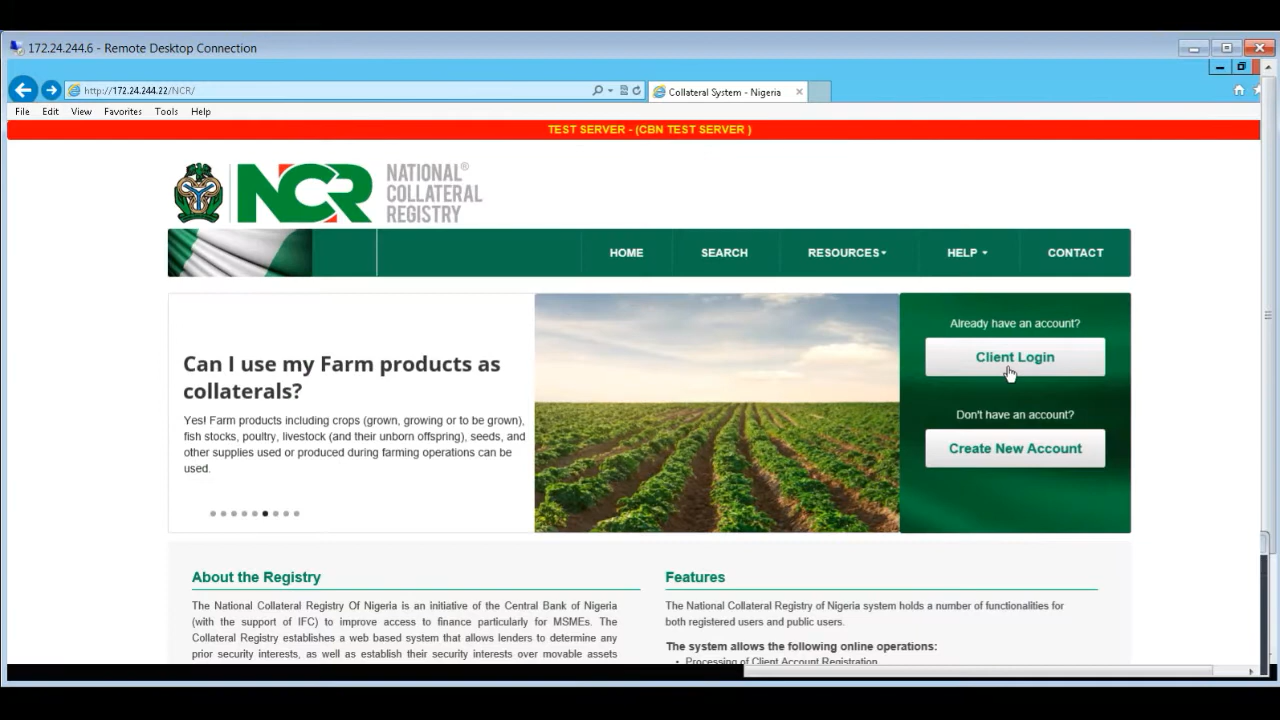 172.24.244.6 - Remote Desktop Connection
http://172.24.244.22/NCR/
Collateral System - Nigeria
File Edit View Favorites Tools Help
TEST SERVER - (CBN TEST SERVER )
NCR
NATIONAL®
COLLATERAL
REGISTRY
HOME SEARCH RESOURCES HELP CONTACT
Can I use my Farm products as
collaterals?
Yes! Farm products including crops (grown, growing or to be grown),
fish stocks, poultry, livestock (and their unborn offspring), seeds, and
other supplies used or produced during farming operations can be
used.
Already have an account?
Client Login
Don't have an account?
Create New Account
About the Registry
The National Collateral Registry Of Nigeria is an initiative of the Central Bank of Nigeria
(with the support of IFC) to improve access to finance particularly for MSMEs. The
Collateral Registry establishes a web based system that allows lenders to determine any
prior security interests, as well as establish their security interests over movable assets
Features
The National Collateral Registry of Nigeria system holds a number of functionalities for
both registered users and public users.
The system allows the following online operations:
• Processing of Client Account Registration